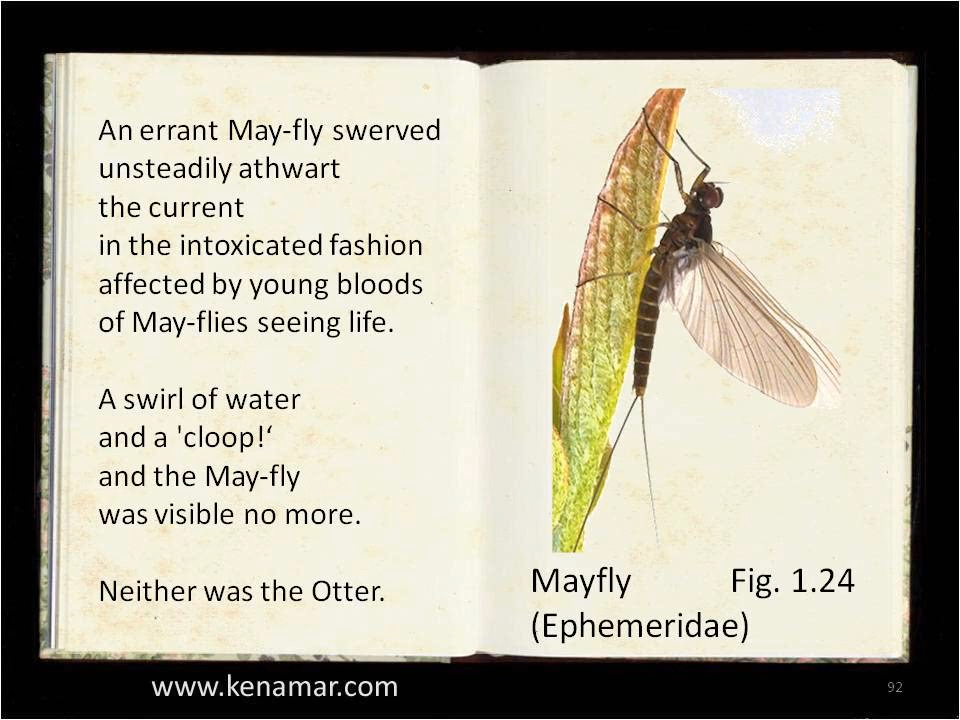 An errant May-fly swerved
unsteadily athwart
the current
in the intoxicated fashion
affected by young bloods
of May-flies seeing life.
A swirl of water
and a 'cloop!‘
and the May-fly
was visible no more.
Neither was the Otter.
Mayfly Fig. 1.24
(Ephemeridae)
www.kenamar.com
92